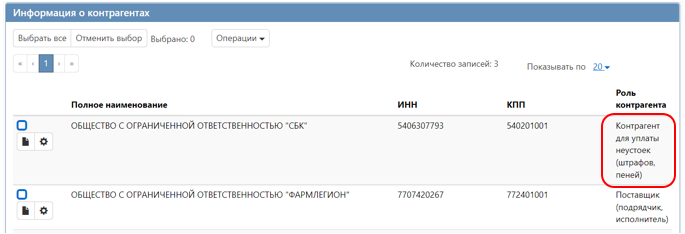 Информация о контрагентах
Выбрать все Отменить выбор Выбрано: 0 Операции
« ‹ 1 › » Количество записей: 3 Показывать по 20
Полное наименование ИНН КПП Роль контрагента
ОБЩЕСТВО С ОГРАНИЧЕННОЙ ОТВЕТСТВЕННОСТЬЮ "СБК" 5406307793 540201001 Контрагент
для уплаты
неустоек
(штрафов,
пеней)
ОБЩЕСТВО С ОГРАНИЧЕННОЙ ОТВЕТСТВЕННОСТЬЮ "ФАРМЛЕГИОН" 7707420267 772401001 Поставщик
(подрядчик,
исполнитель)